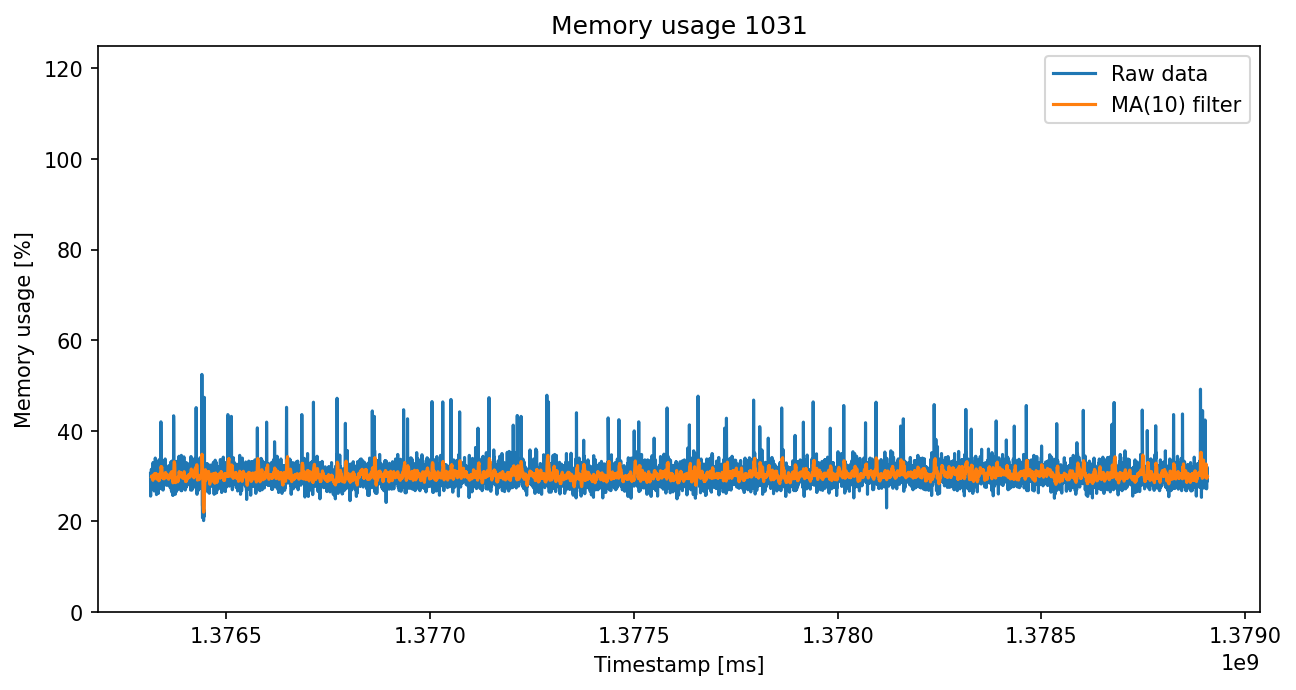 Memory usage 1031
Raw data
MA(10) filter
Memory usage [%]
120
100
80
60
40
20
0
1.3765 1.3770 1.3775 1.3780 1.3785 1.3790
1e9
Timestamp [ms]